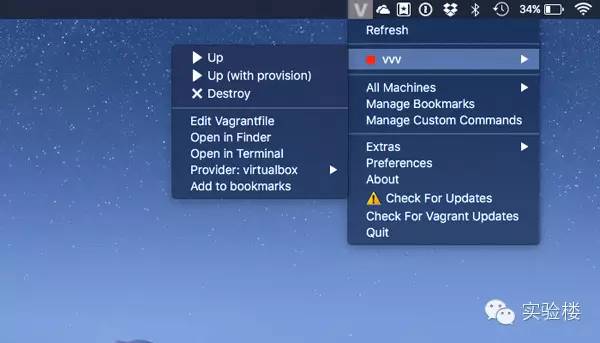 V
34%
Refresh
vvv
All Machines
Manage Bookmarks
Manage Custom Commands
Extras
Preferences
About
Check For Updates
Check For Vagrant Updates
Quit
Up
Up (with provision)
Destroy
Edit Vagrantfile
Open in Finder
Open in Terminal
Provider: virtualbox
Add to bookmarks
实验楼